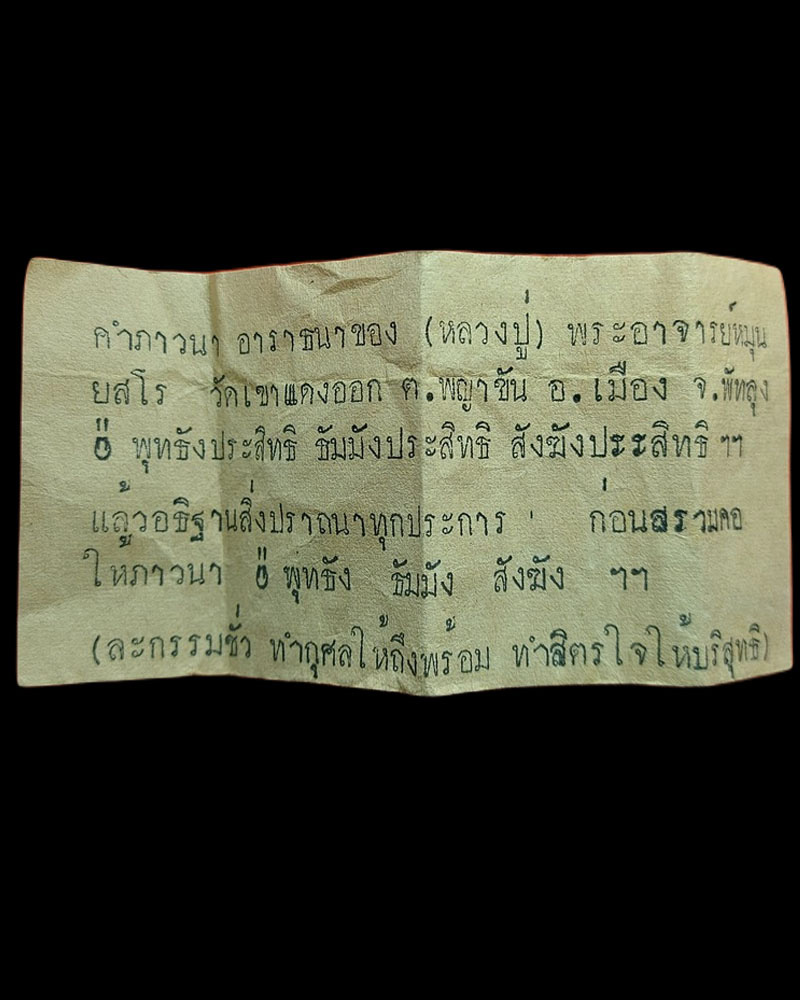 คำภาวนา อาราธนาของ (หลวงปู่) พระอาจารย์หมุน
ยสโร วัดเขาแดงออก ต.พญาขัน อ.เมือง จ.พัทลุง
พุทธังประสิทธิ ธัมมังประสิทธิ สังฆังประระสิทธิ ฯฯ
แล้วอธิฐานสิ่งปราถนาทุกประการ ก่อนสรามคอ
ให้ภาวนา พุทธัง ธัมมัง สังฆัง ฯฯ
(ละกรรมชั่ว ทำกุศลให้ถึงพร้อม ทำสิตรใจให้บริสุทธิ)